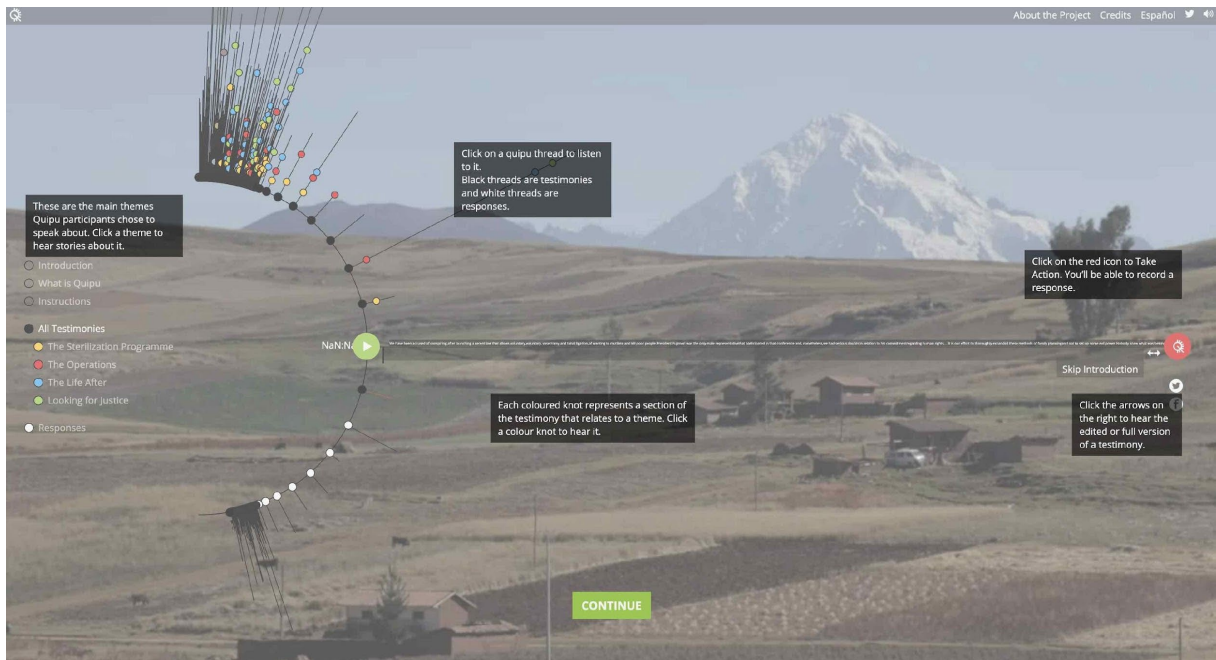 About the Project Credits Español
Click on a quipu thread to listen
to it.
Black threads are testimonies
and white threads are
responses.
These are the main themes
Quipu participants chose to
speak about. Click a theme to
hear stories about it.
Introduction
What is Quipu
Instructions
All Testimonies
The Sterilization Programme
The Operations
The Life After
Looking for justice
Responses
Click on the red icon to Take
Action. You'll be able to record a
response.
Skip Introduction
Each coloured knot represents a section of
the testimony that relates to a theme. Click
a colour knot to hear it.
Click the arrows on
the right to hear the
edited or full version
of a testimony.
CONTINUE